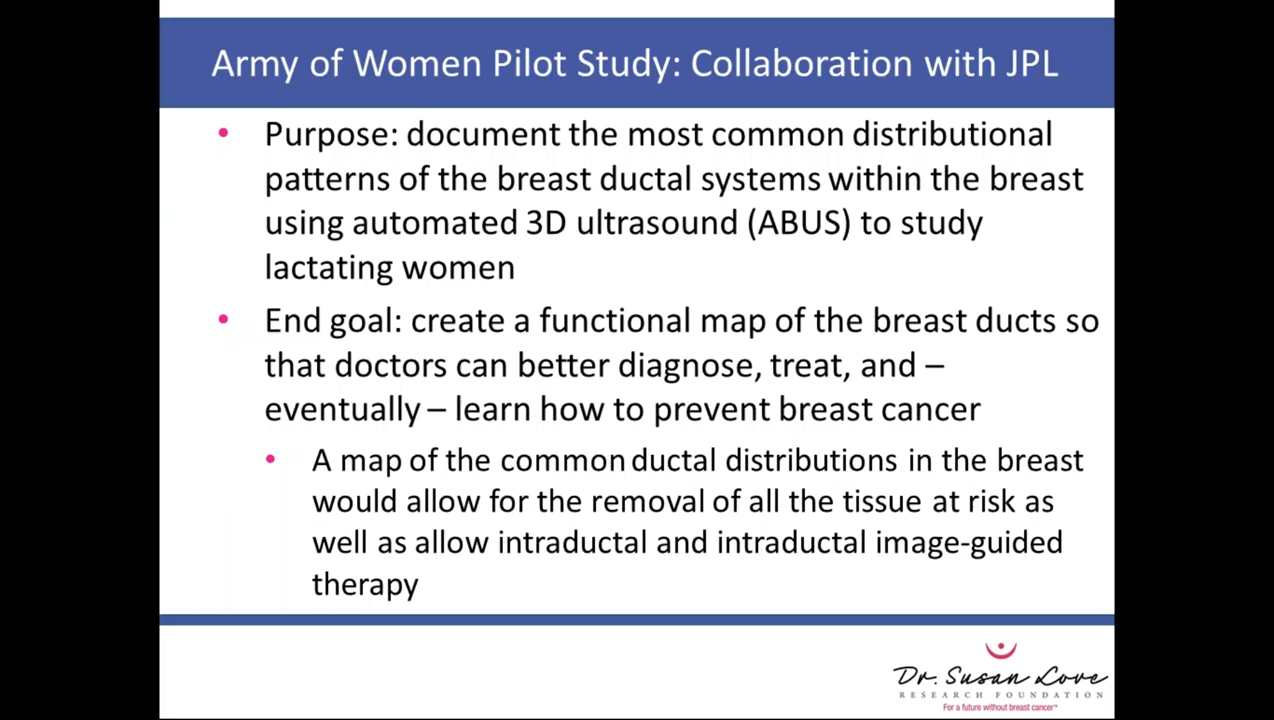 Army of Women Pilot Study: Collaboration with JPL
• Purpose: document the most common distributional
patterns of the breast ductal systems within the breast
using automated 3D ultrasound (ABUS) to study
lactating women
• End goal: create a functional map of the breast ducts so
that doctors can better diagnose, treat, and –
eventually – learn how to prevent breast cancer
• A map of the common ductal distributions in the breast
would allow for the removal of all the tissue at risk as
well as allow intraductal and intraductal image-guided
therapy
Dr. Susan Love
RESEARCH FOUNDATION
For a future without breast cancer™